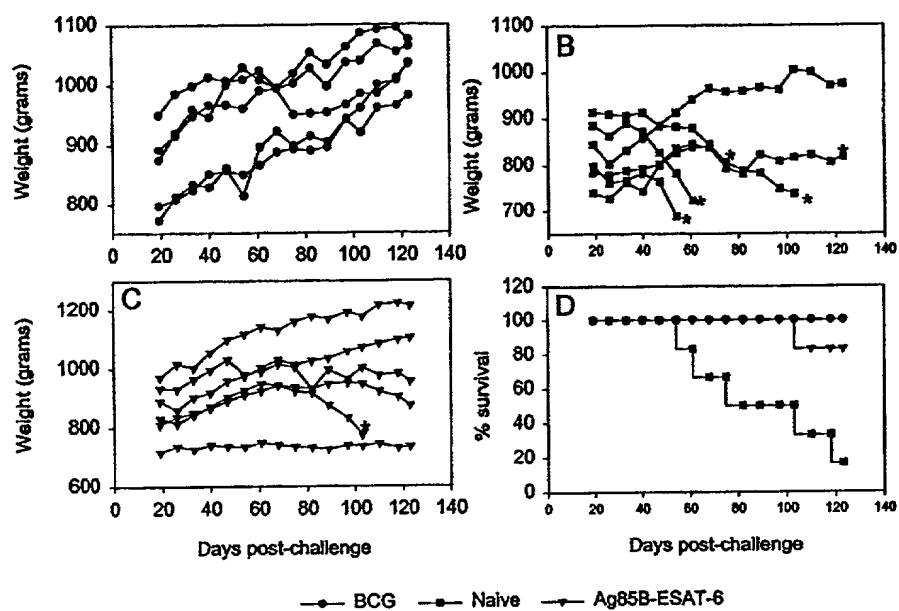 1100
1000
900
800
Weight (grams)
0 20 40 60 80 100 120 140
B
1100
1000
900
800
700
Weight (grams)
* * * * *
0 20 40 60 80 100 120 140
C
1200
1000
800
600
Weight (grams)
0 20 40 60 80 100 120 140
Days post-challenge
D
120
100
80
60
40
20
0
% survival
0 20 40 60 80 100 120 140
Days post-challenge
BCG Naive Ag85B-ESAT-6